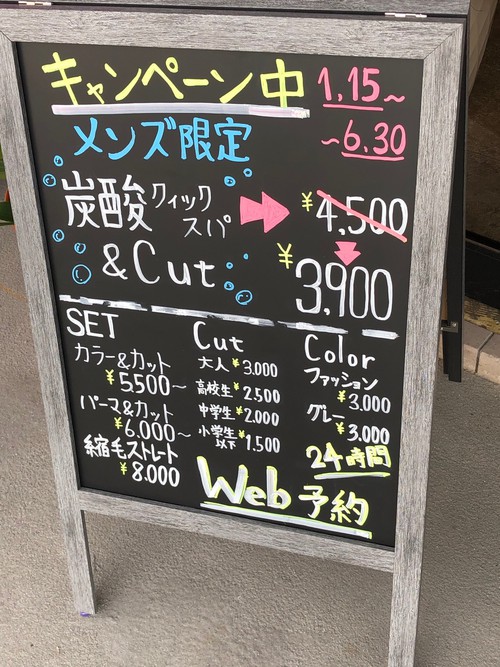 キャンペーン中
1.15~
~6.30
メンズ限定
炭酸クィックスパ
&Cut
¥4,500
¥3,900
SET
カラー&カット
¥5500~
パーマ&カット
¥6.000~
縮毛ストレート
¥8.000
Cut
大人 ¥3.000
高校生 ¥2500
中学生 ¥2.000
小学生以下 ¥1.500
Color
ファッション
¥3.000
グレー
¥3.000
24時間
Web予約